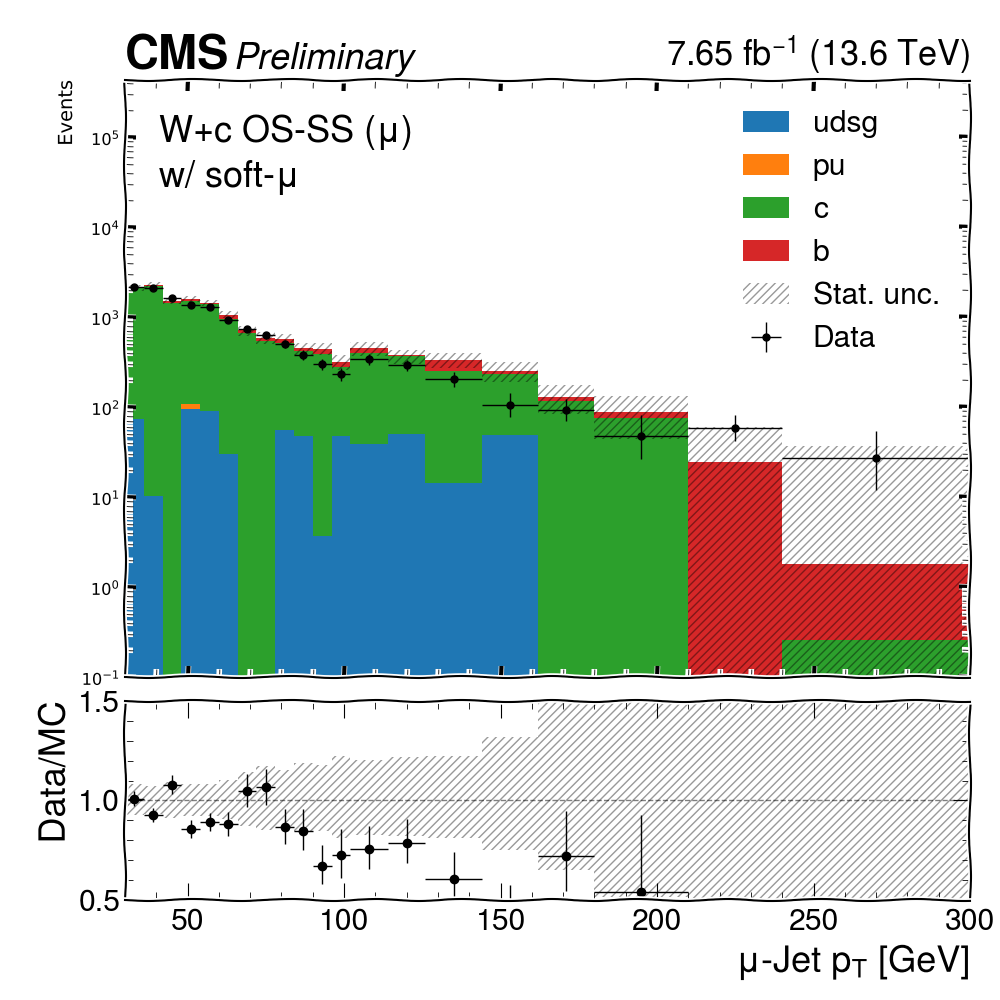 CMS Preliminary 7.65 fb⁻¹ (13.6 TeV)
Events
W+c OS-SS (μ)
w/ soft-μ
udsg
pu
c
b
Stat. unc.
Data
10⁵
10⁴
10³
10²
10¹
10⁰
10⁻¹
Data/MC
1.5
1.0
0.5
50 100 150 200 250 300
μ-Jet p_T [GeV]